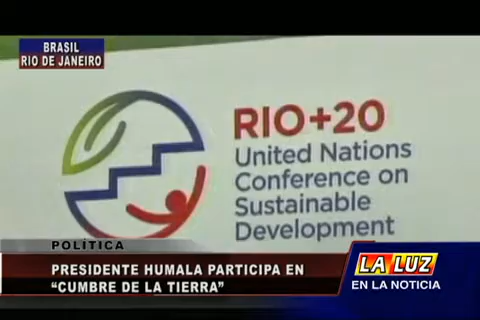 BRASIL
RIO DE JANEIRO
RIO+20
United Nations
Conference on
Sustainable
Development
POLÍTICA
PRESIDENTE HUMALA PARTICIPA EN
“CUMBRE DE LA TIERRA”
LA LUZ
EN LA NOTICIA